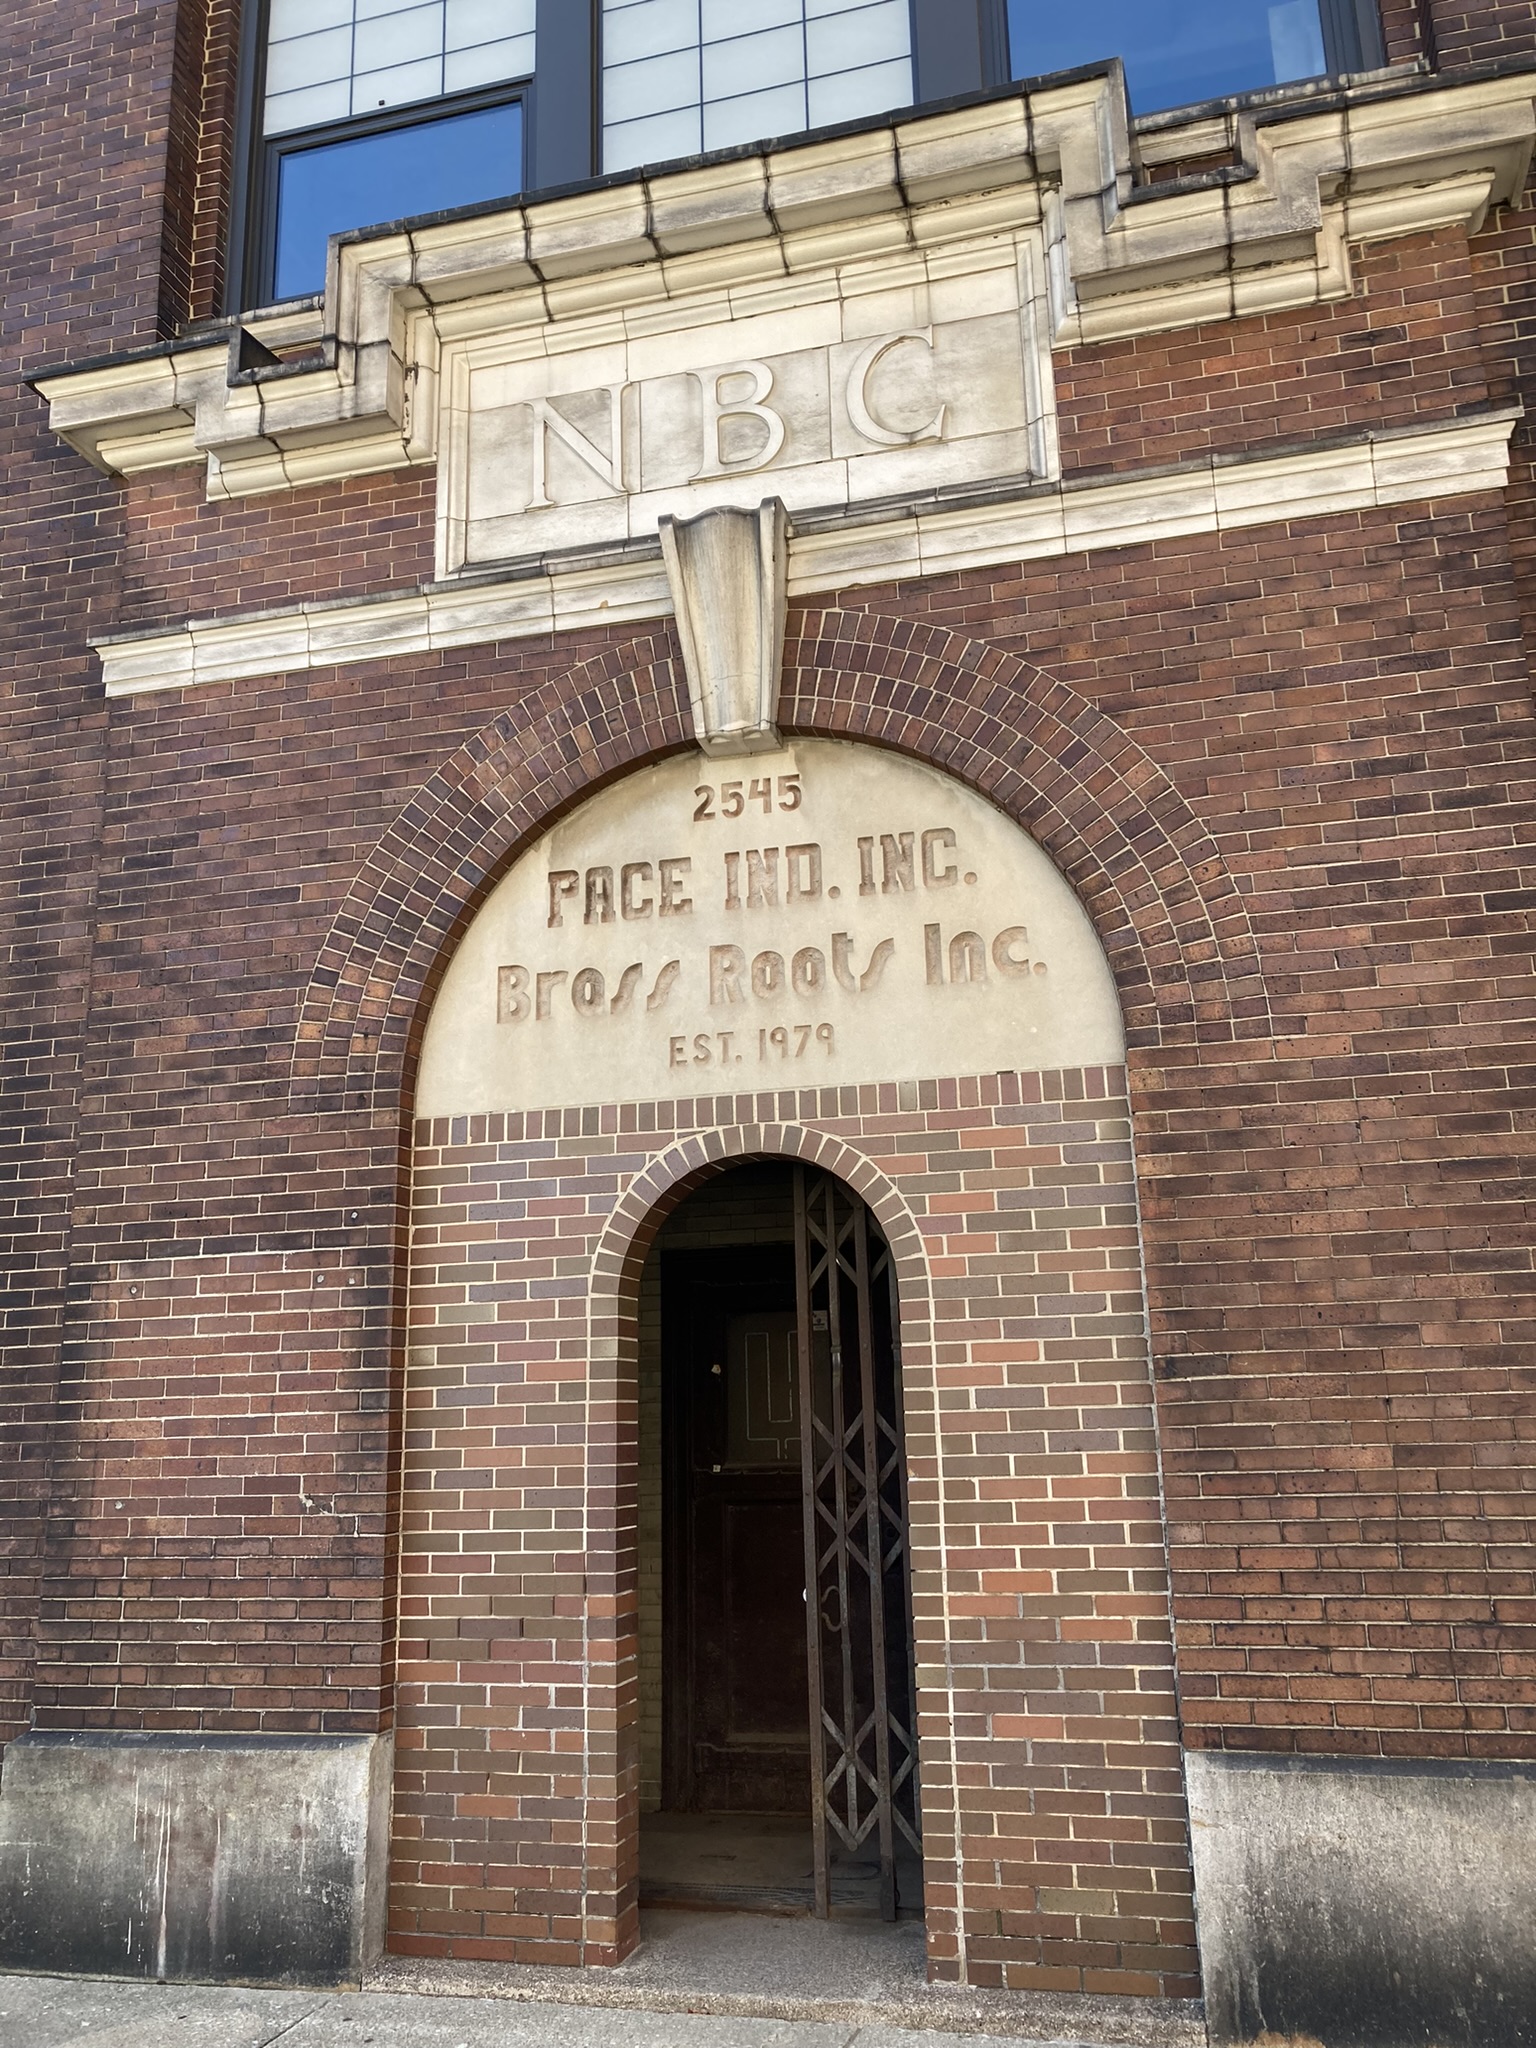 NBC
2545
PACE IND. INC.
Brass Roots Inc.
EST. 1979